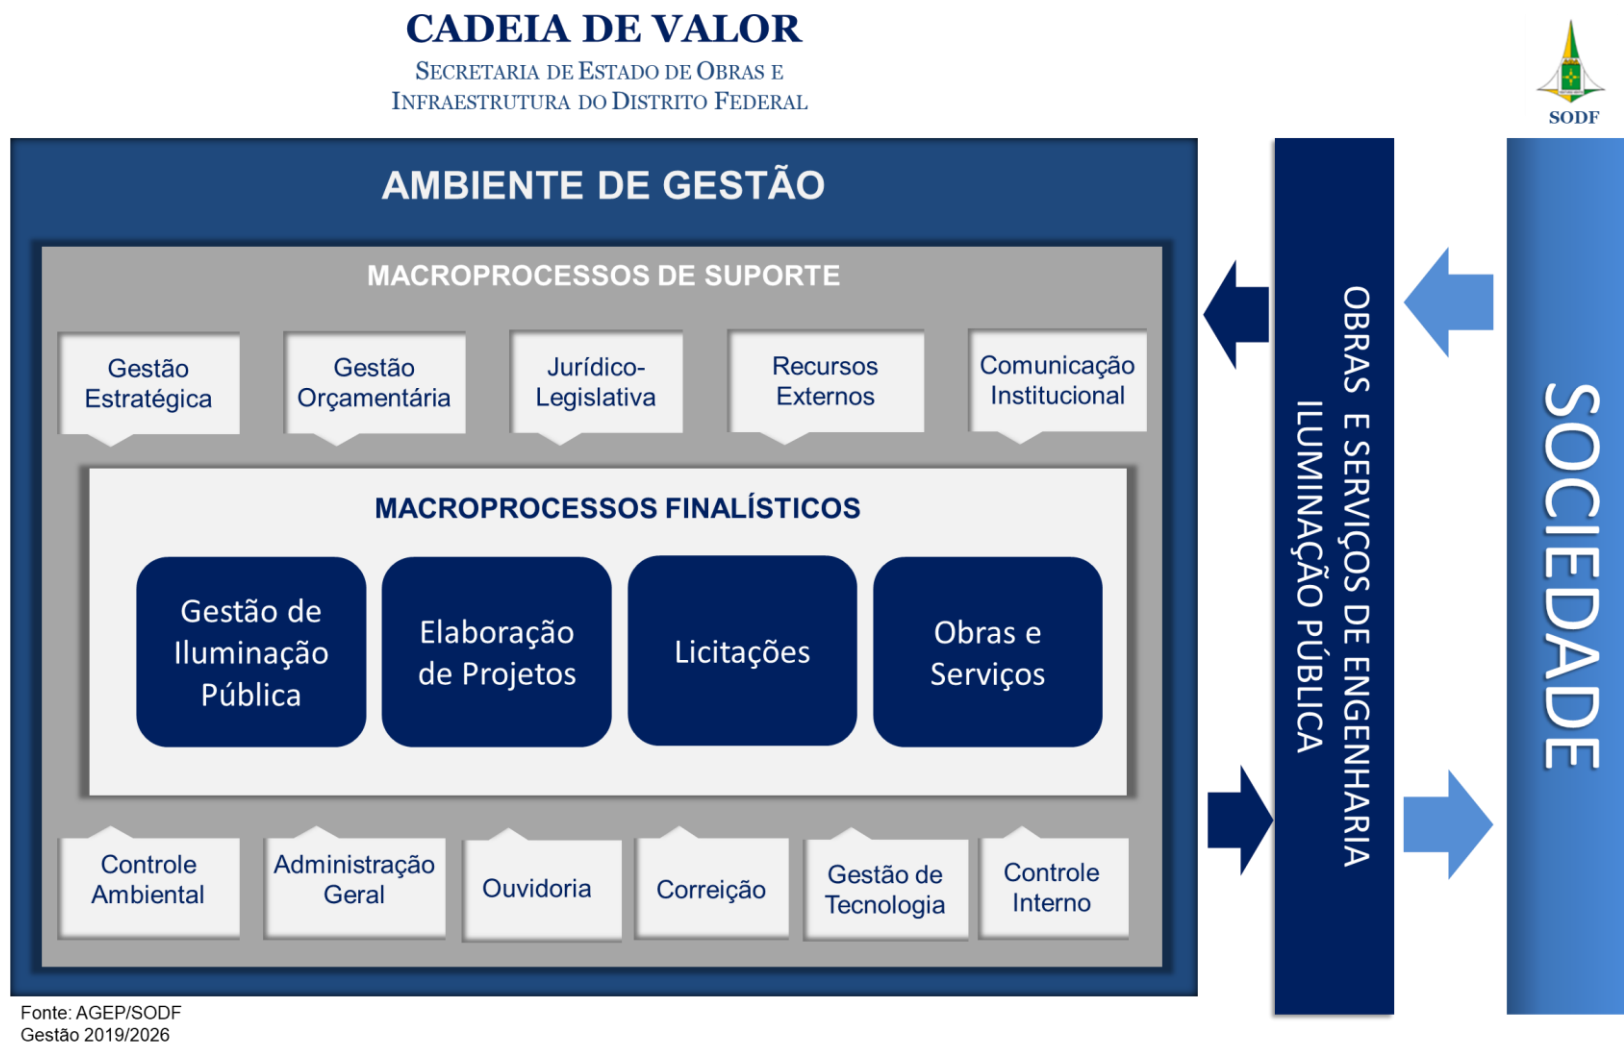 CADEIA DE VALOR
SECRETARIA DE ESTADO DE OBRAS E
INFRAESTRUTURA DO DISTRITO FEDERAL
SODF
AMBIENTE DE GESTÃO
MACROPROCESSOS DE SUPORTE
Gestão
Estratégica
Gestão
Orçamentária
Jurídico-
Legislativa
Recursos
Externos
Comunicação
Institucional
MACROPROCESSOS FINALÍSTICOS
Gestão de
Iluminação
Pública
Elaboração
de Projetos
Licitações
Obras e
Serviços
Controle
Ambiental
Administração
Geral
Ouvidoria
Correição
Gestão de
Tecnologia
Controle
Interno
OBRAS E SERVIÇOS DE ENGENHARIA
ILUMINAÇÃO PÚBLICA
SOCIEDADE
Fonte: AGEP/SODF
Gestão 2019/2026